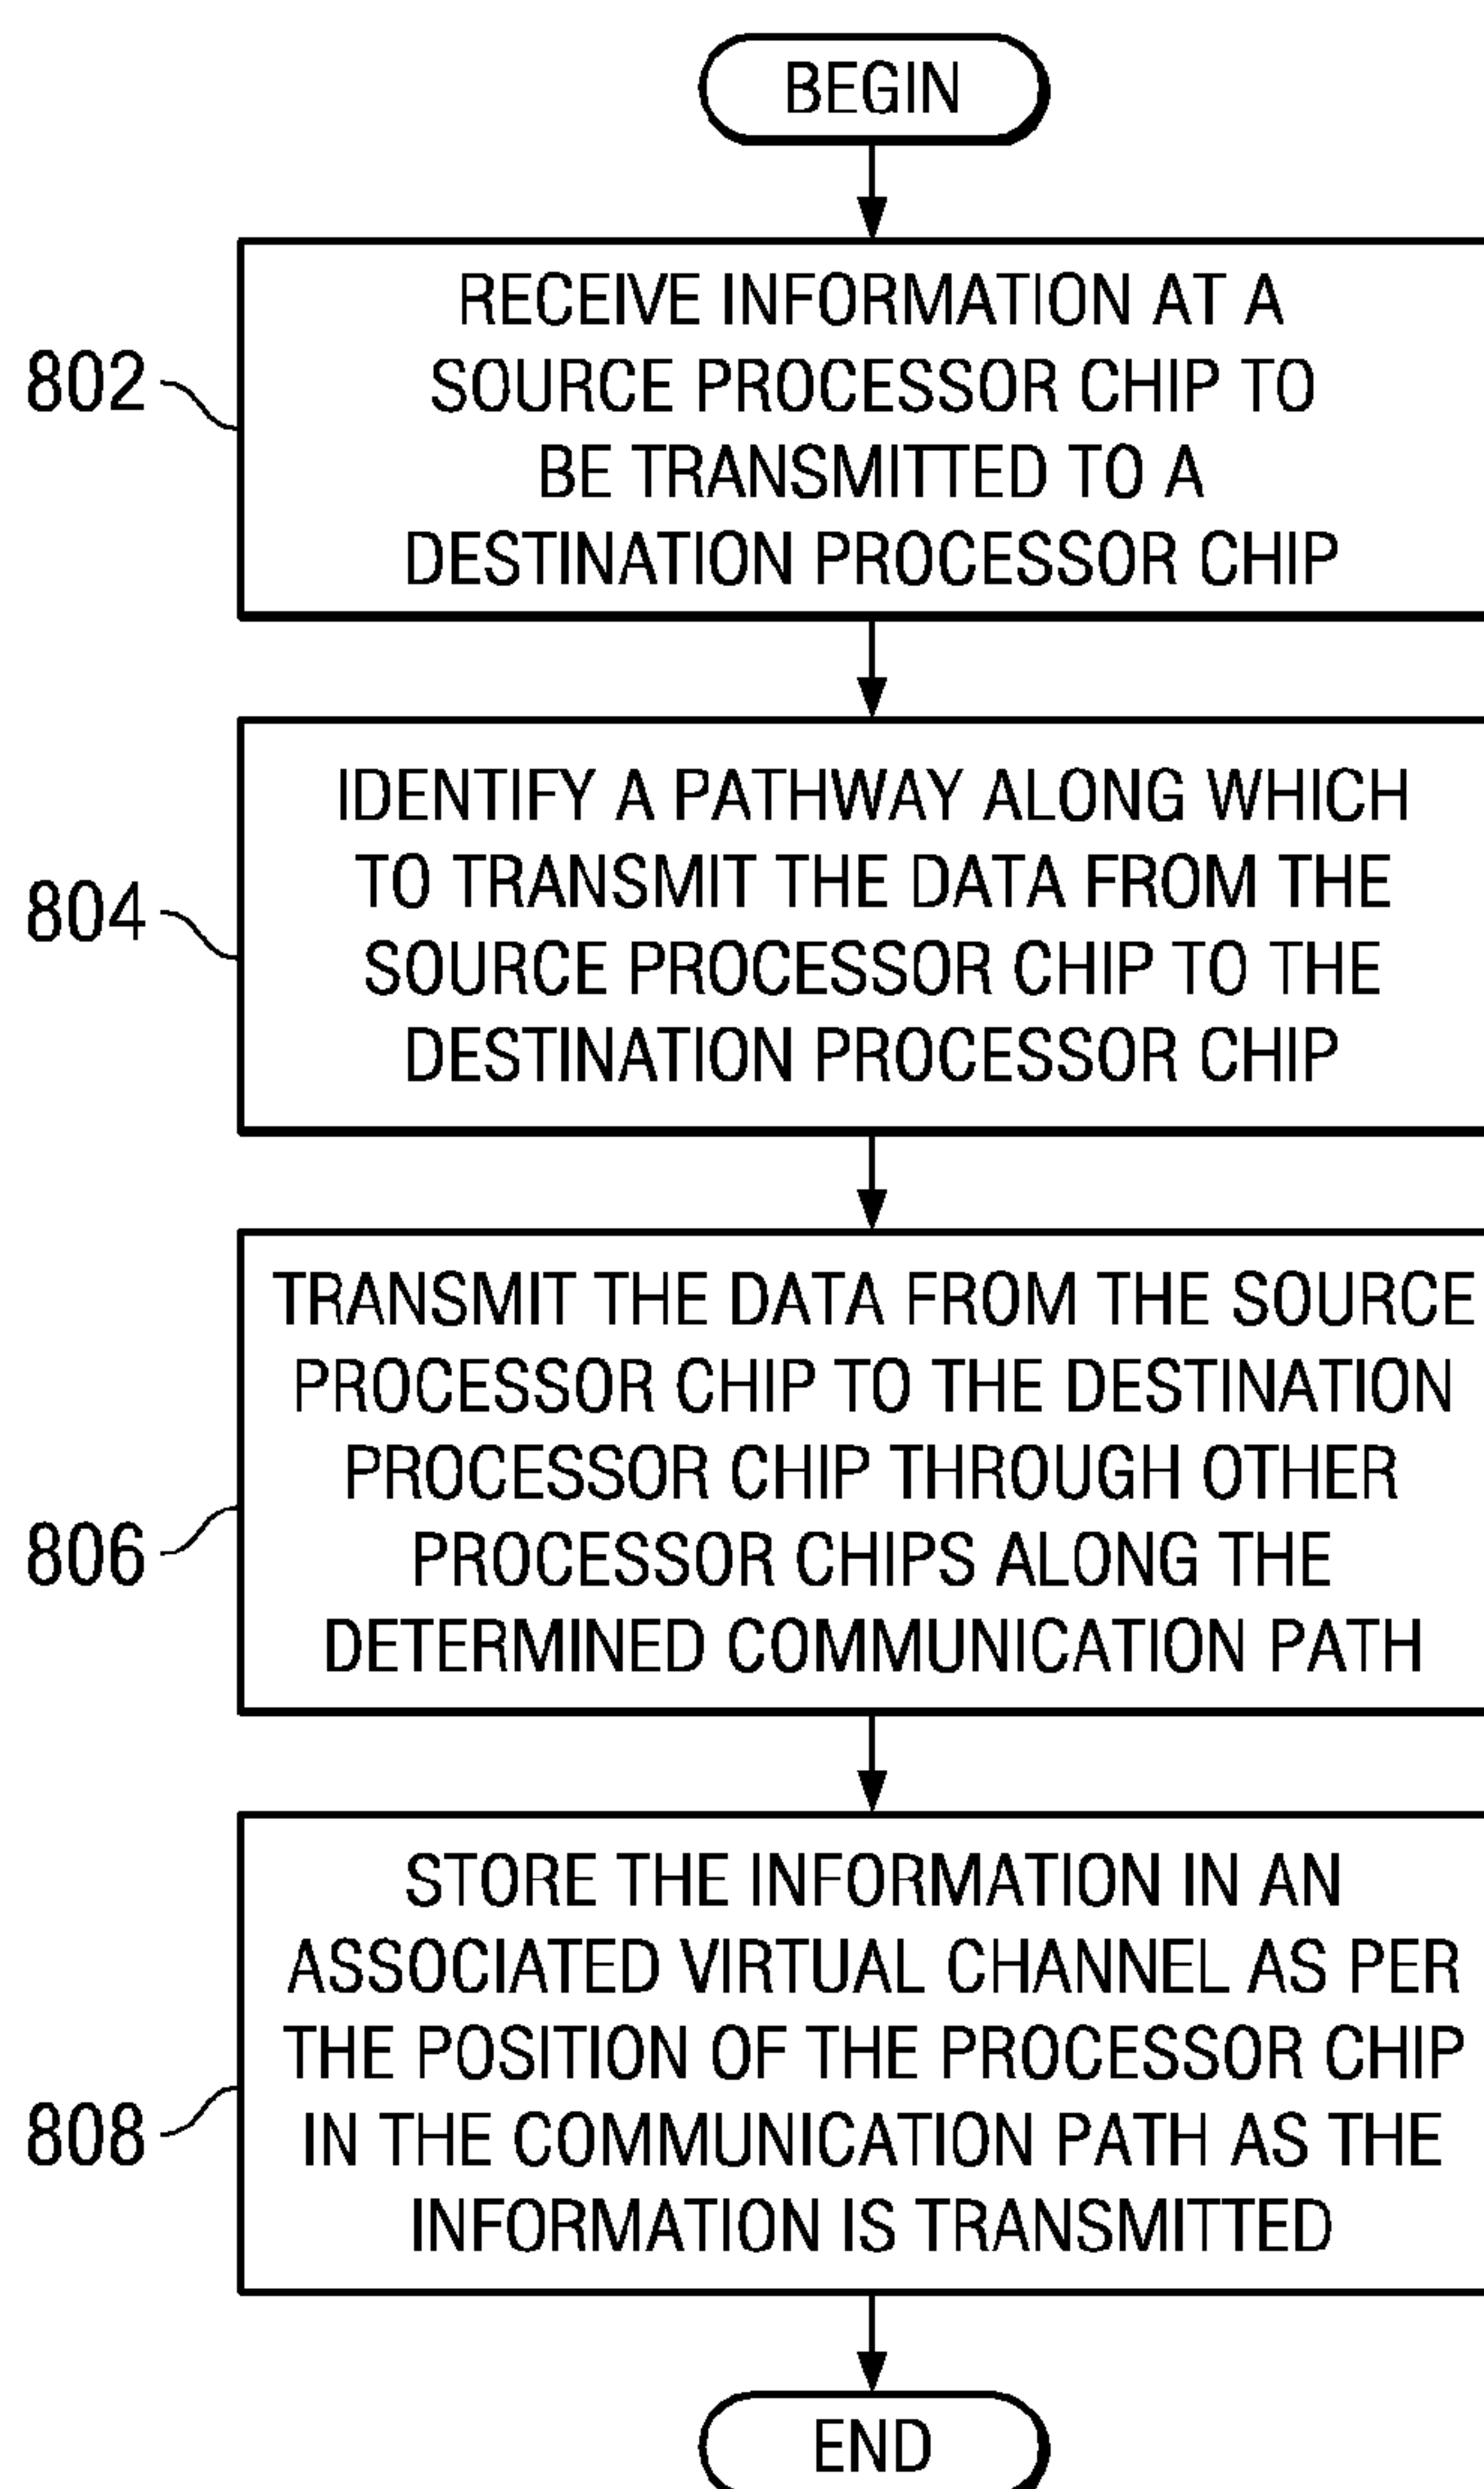 BEGIN
802
RECEIVE INFORMATION AT A
SOURCE PROCESSOR CHIP TO
BE TRANSMITTED TO A
DESTINATION PROCESSOR CHIP
804
IDENTIFY A PATHWAY ALONG WHICH
TO TRANSMIT THE DATA FROM THE
SOURCE PROCESSOR CHIP TO THE
DESTINATION PROCESSOR CHIP
806
TRANSMIT THE DATA FROM THE SOURCE
PROCESSOR CHIP TO THE DESTINATION
PROCESSOR CHIP THROUGH OTHER
PROCESSOR CHIPS ALONG THE
DETERMINED COMMUNICATION PATH
808
STORE THE INFORMATION IN AN
ASSOCIATED VIRTUAL CHANNEL AS PER
THE POSITION OF THE PROCESSOR CHIP
IN THE COMMUNICATION PATH AS THE
INFORMATION IS TRANSMITTED
END